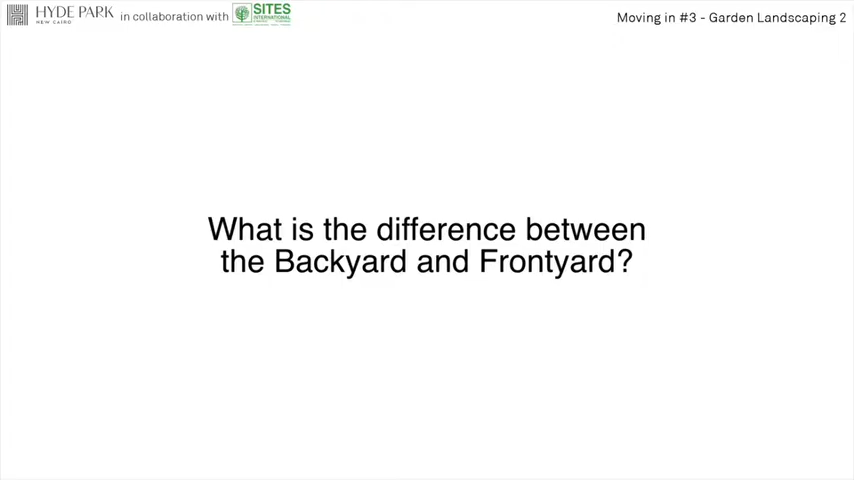 HYDE PARK
NEW CAIRO
in collaboration with
SITES
INTERNATIONAL
Moving in #3 - Garden Landscaping 2
What is the difference between
the Backyard and Frontyard?